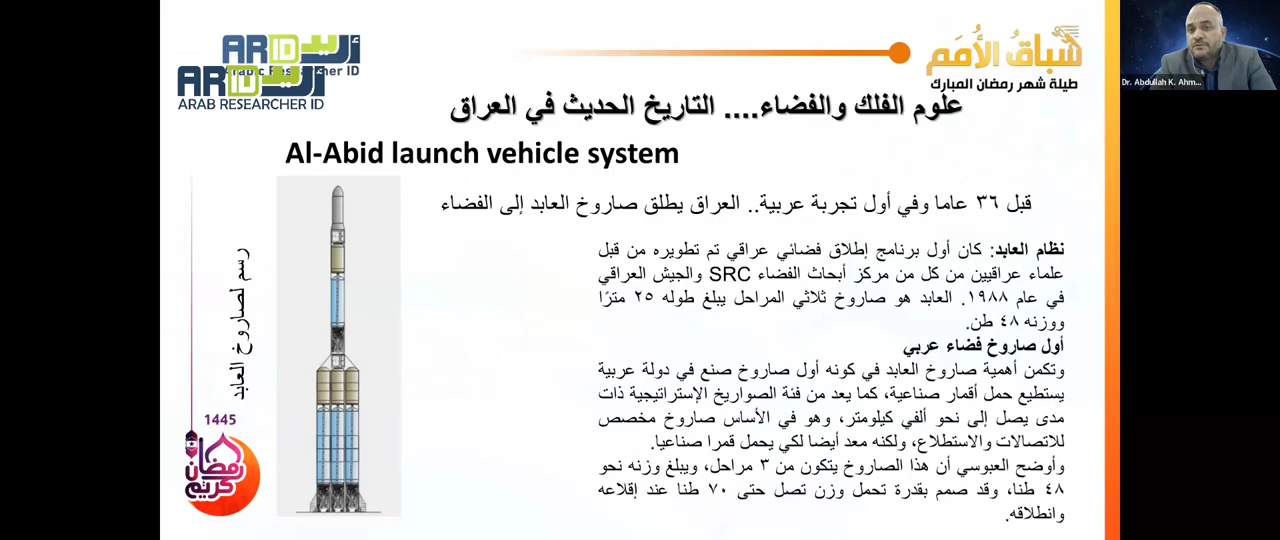 ARID أريد
Arabic Researcher ID
ARID أريد
ARAB RESEARCHER ID
سباقُ الأُمَم
طيلة شهر رمضان المبارك
Dr. Abdullah K. Ahm...
علوم الفلك والفضاء.... التاريخ الحديث في العراق
Al-Abid launch vehicle system
قبل ٣٦ عاما وفي أول تجربة عربية.. العراق يطلق صاروخ العابد إلى الفضاء
نظام العابد: كان أول برنامج إطلاق فضائي عراقي تم تطويره من قبل
علماء عراقيين من كل من مركز أبحاث الفضاء SRC والجيش العراقي
في عام ١٩٨٨. العابد هو صاروخ ثلاثي المراحل يبلغ طوله ٢٥ مترًا
ووزنه ٤٨ طن.
أول صاروخ فضاء عربي
وتكمن أهمية صاروخ العابد في كونه أول صاروخ صنع في دولة عربية
يستطيع حمل أقمار صناعية، كما يعد من فئة الصواريخ الإستراتيجية ذات
مدى يصل إلى نحو ألفي كيلومتر، وهو في الأساس صاروخ مخصص
للاتصالات والاستطلاع، ولكنه معد أيضا لكي يحمل قمرا صناعيا.
وأوضح العبوسي أن هذا الصاروخ يتكون من ٣ مراحل، ويبلغ وزنه نحو
٤٨ طنا، وقد صمم بقدرة تحمل وزن تصل حتى ٧٠ طنا عند إقلاعه
وانطلاقه.
رسم لصاروخ العابد
1445
رمضان
كريم